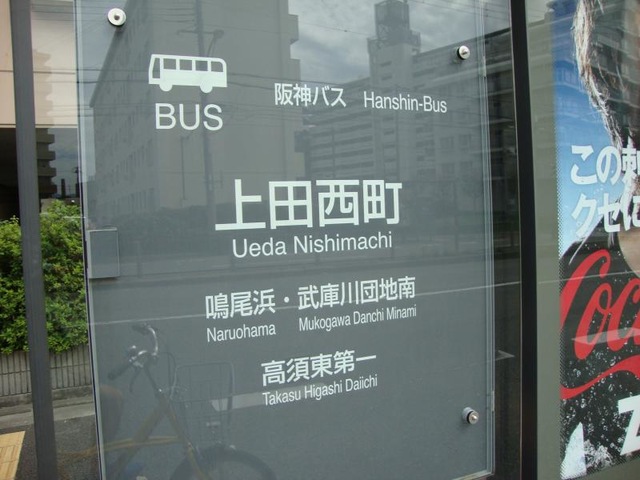 BUS
阪神バス Hanshin-Bus
上田西町
Ueda Nishimachi
鳴尾浜・武庫川団地南
Naruohama Mukogawa Danchi Minami
高須東第一
Takasu Higashi Daiichi
この刺
クセに